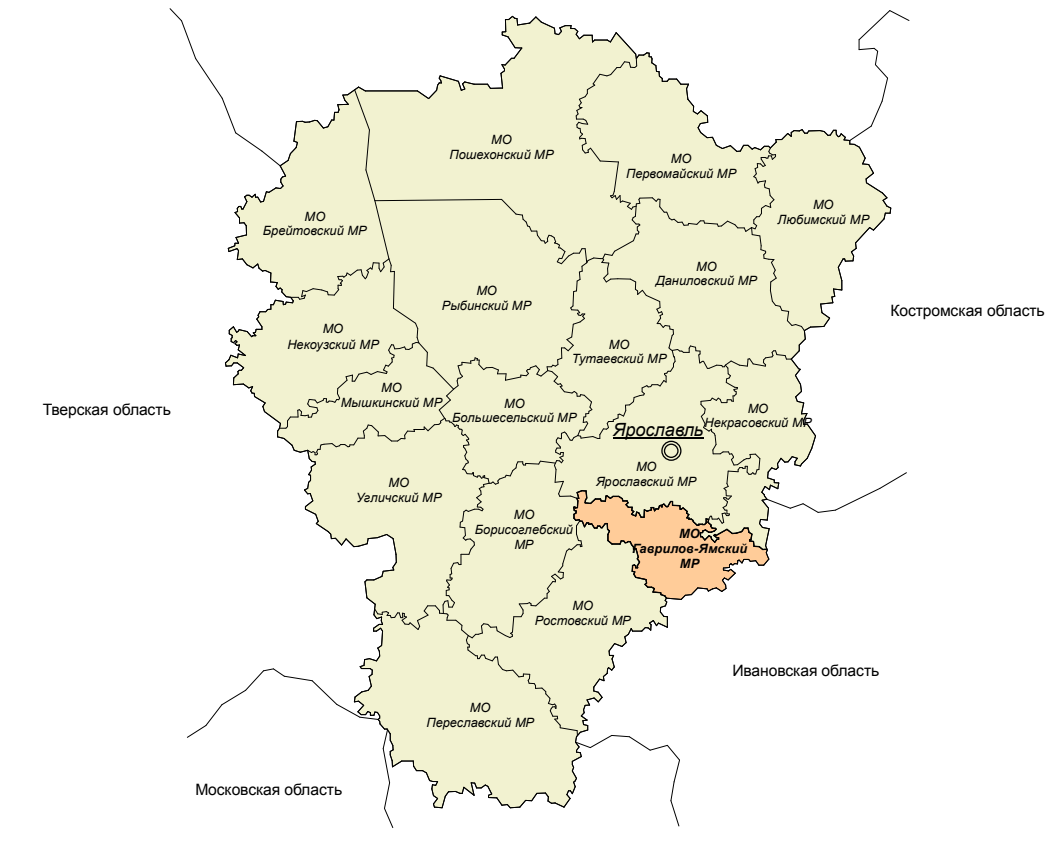 МО
Пошехонский МР
МО
Первомайский МР
МО
Любимский МР
МО
Брейтовский МР
МО
Даниловский МР
МО
Рыбинский МР
Костромская область
МО
Некоузский МР
МО
Тутаевский МР
МО
Мышкинский МР
Тверская область
МО
Большесельский МР
МО
Некрасовский МР
Ярославль
МО
Ярославский МР
МО
Угличский МР
МО
Борисоглебский
МР
МО
Гаврилов-Ямский
МР
МО
Ростовский МР
Ивановская область
МО
Переславский МР
Московская область